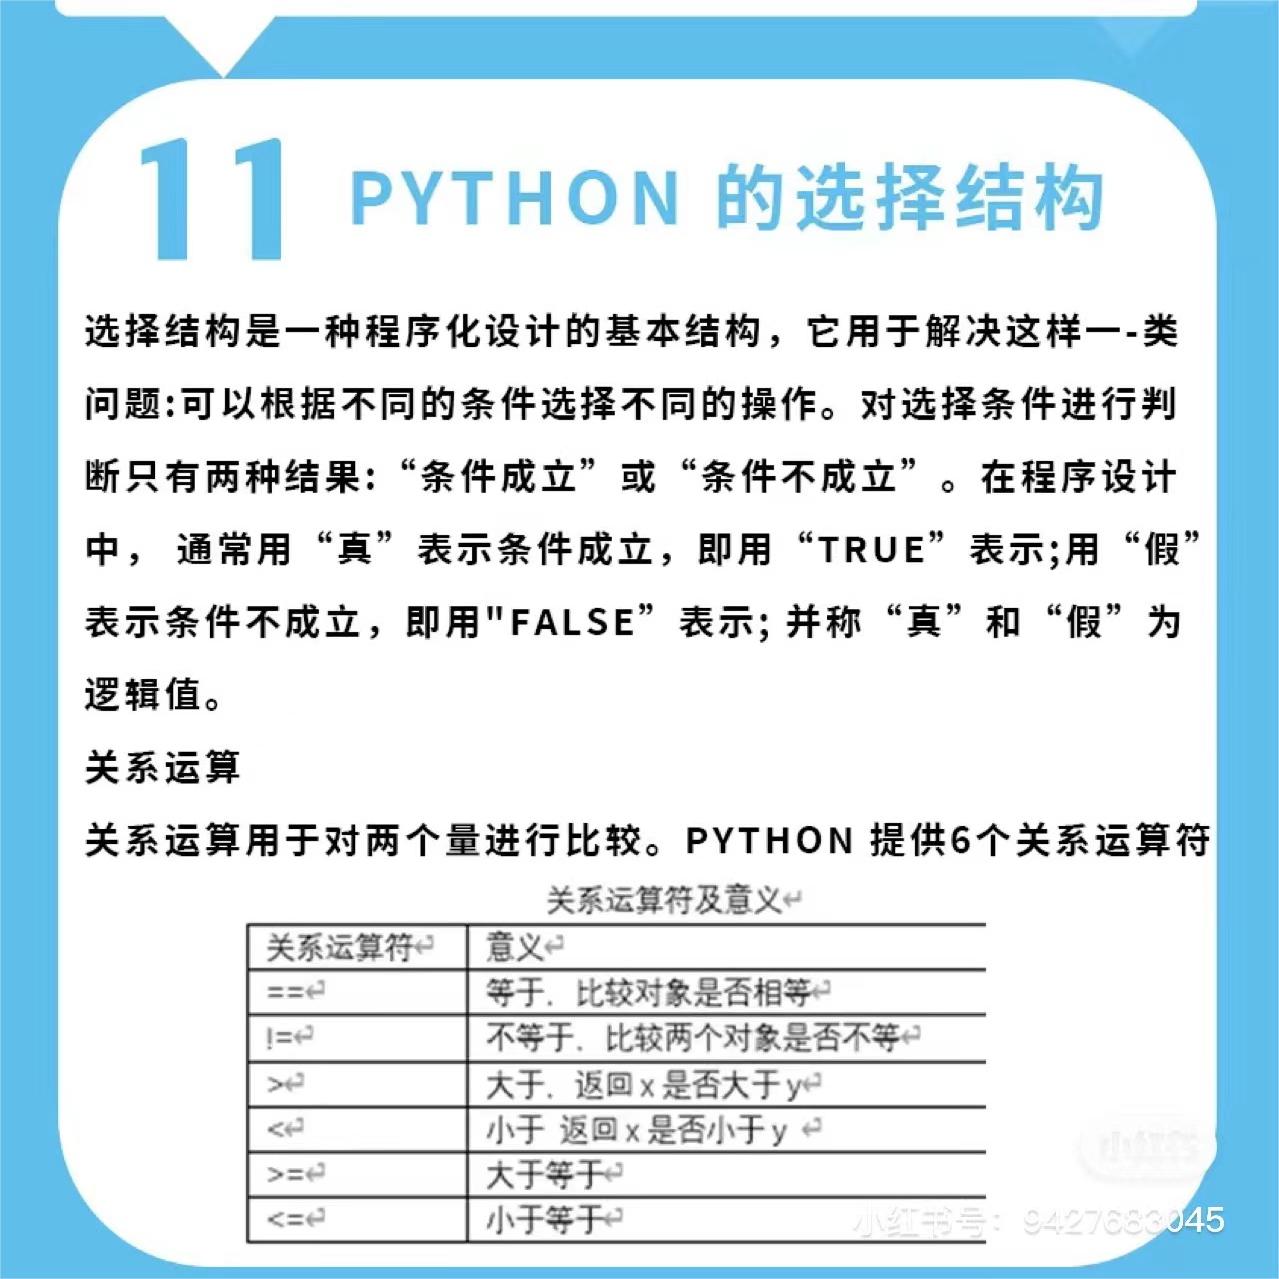 11 PYTHON 的选择结构
选择结构是一种程序化设计的基本结构，它用于解决这样一-类
问题:可以根据不同的条件选择不同的操作。对选择条件进行判
断只有两种结果:“条件成立”或“条件不成立”。在程序设计
中， 通常用“真”表示条件成立，即用“TRUE”表示;用“假”
表示条件不成立，即用"FALSE”表示; 并称“真”和“假”为
逻辑值。
关系运算
关系运算用于对两个量进行比较。PYTHON 提供6个关系运算符
关系运算符及意义↵
关系运算符↵ 意义↵
==↵ 等于．比较对象是否相等↵
!=↵ 不等于．比较两个对象是否不等↵
>↵ 大于．返回 x 是否大于 y↵
<↵ 小于 返回 x 是否小于 y ↵
>=↵ 大于等于↵
<=↵ 小于等于↵
小红书
小红书号：9427683045